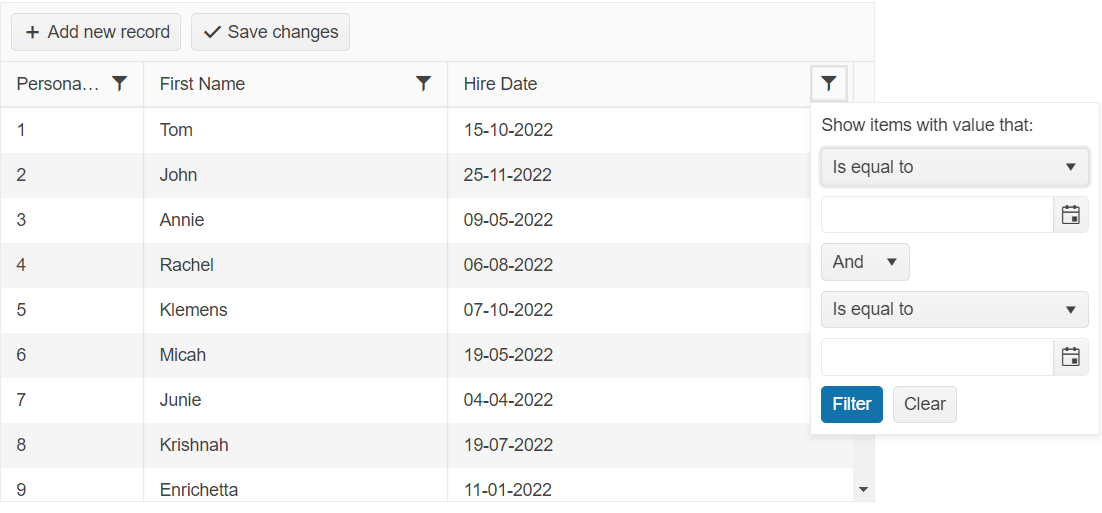 Add new record Save changes
Persona... First Name Hire Date
1 Tom 15-10-2022
2 John 25-11-2022
3 Annie 09-05-2022
4 Rachel 06-08-2022
5 Klemens 07-10-2022
6 Micah 19-05-2022
7 Junie 04-04-2022
8 Krishnah 19-07-2022
9 Enrichetta 11-01-2022
Show items with value that:
Is equal to
And
Is equal to
Filter Clear